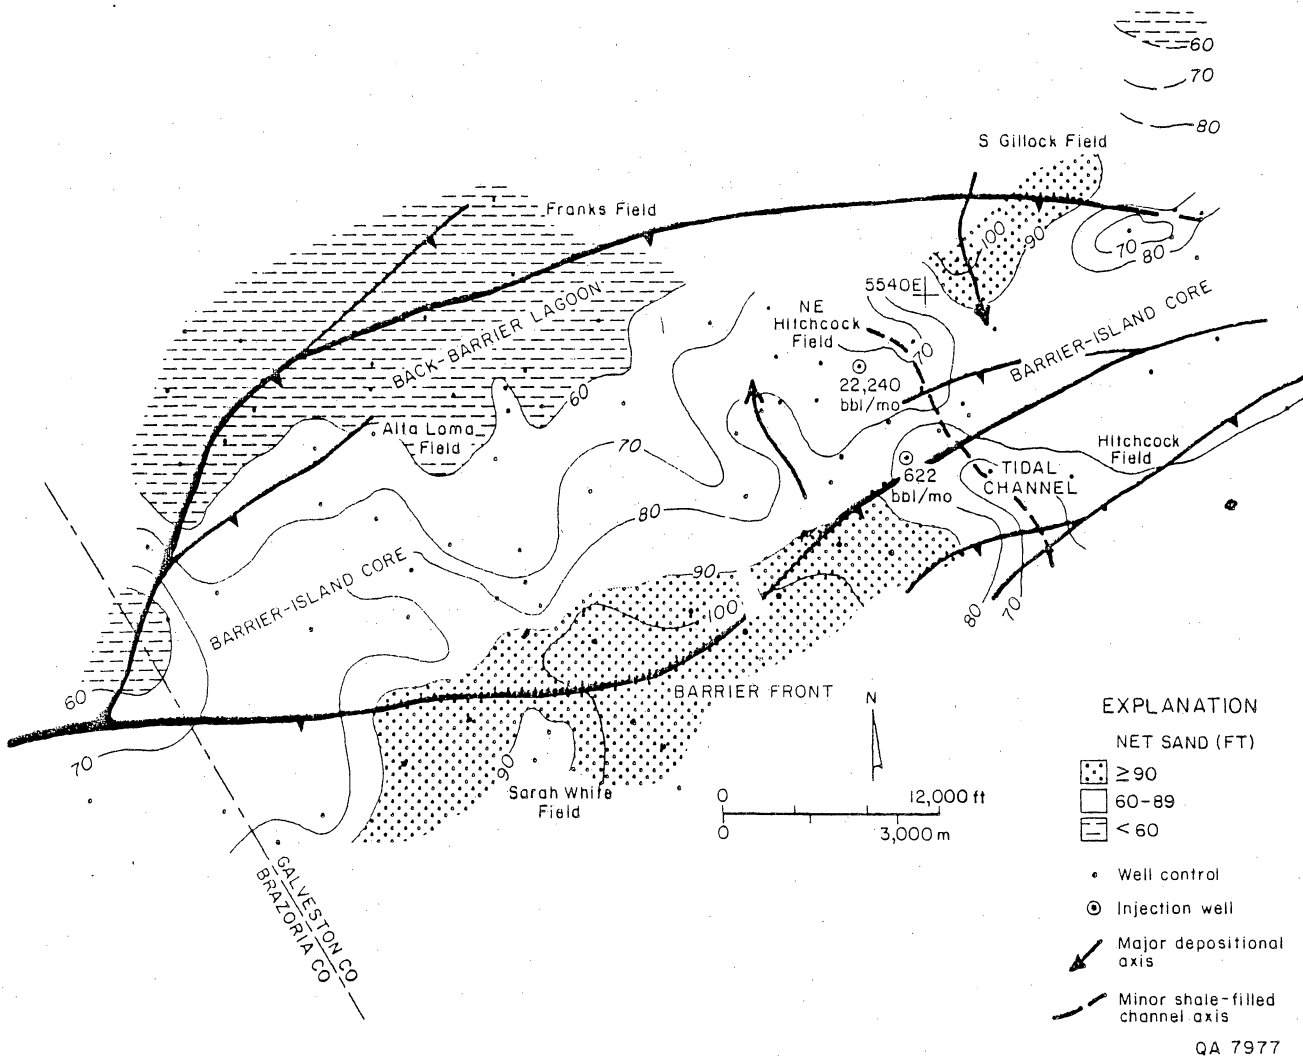 60
70
80
S Gillock Field
Franks Field
100
90
70
80
5540E
NE
Hitchcock
Field
70
BARRIER-ISLAND CORE
BACK-BARRIER LAGOON
60
22,240
bbl/mo
Alta Loma
Field
70
Hitchcock
Field
TIDAL
CHANNEL
622
bbl/mo
80
BARRIER-ISLAND CORE
90
100
80
70
60
BARRIER FRONT
70
90
Sarah White
Field
N
0 12,000 ft
0 3,000 m
GALVESTON CO
BRAZORIA CO
EXPLANATION
NET SAND (FT)
≥90
60-89
<60
Well control
Injection well
Major depositional
axis
Minor shale-filled
channel axis
QA 7977